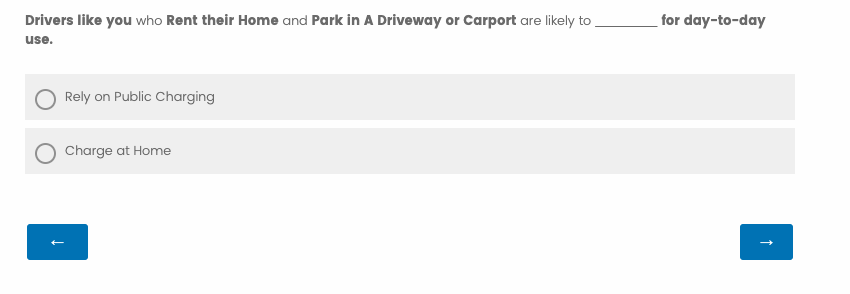 Drivers like you who Rent their Home and Park in A Driveway or Carport are likely to _________ for day-to-day
use.
Rely on Public Charging
Charge at Home
←
→